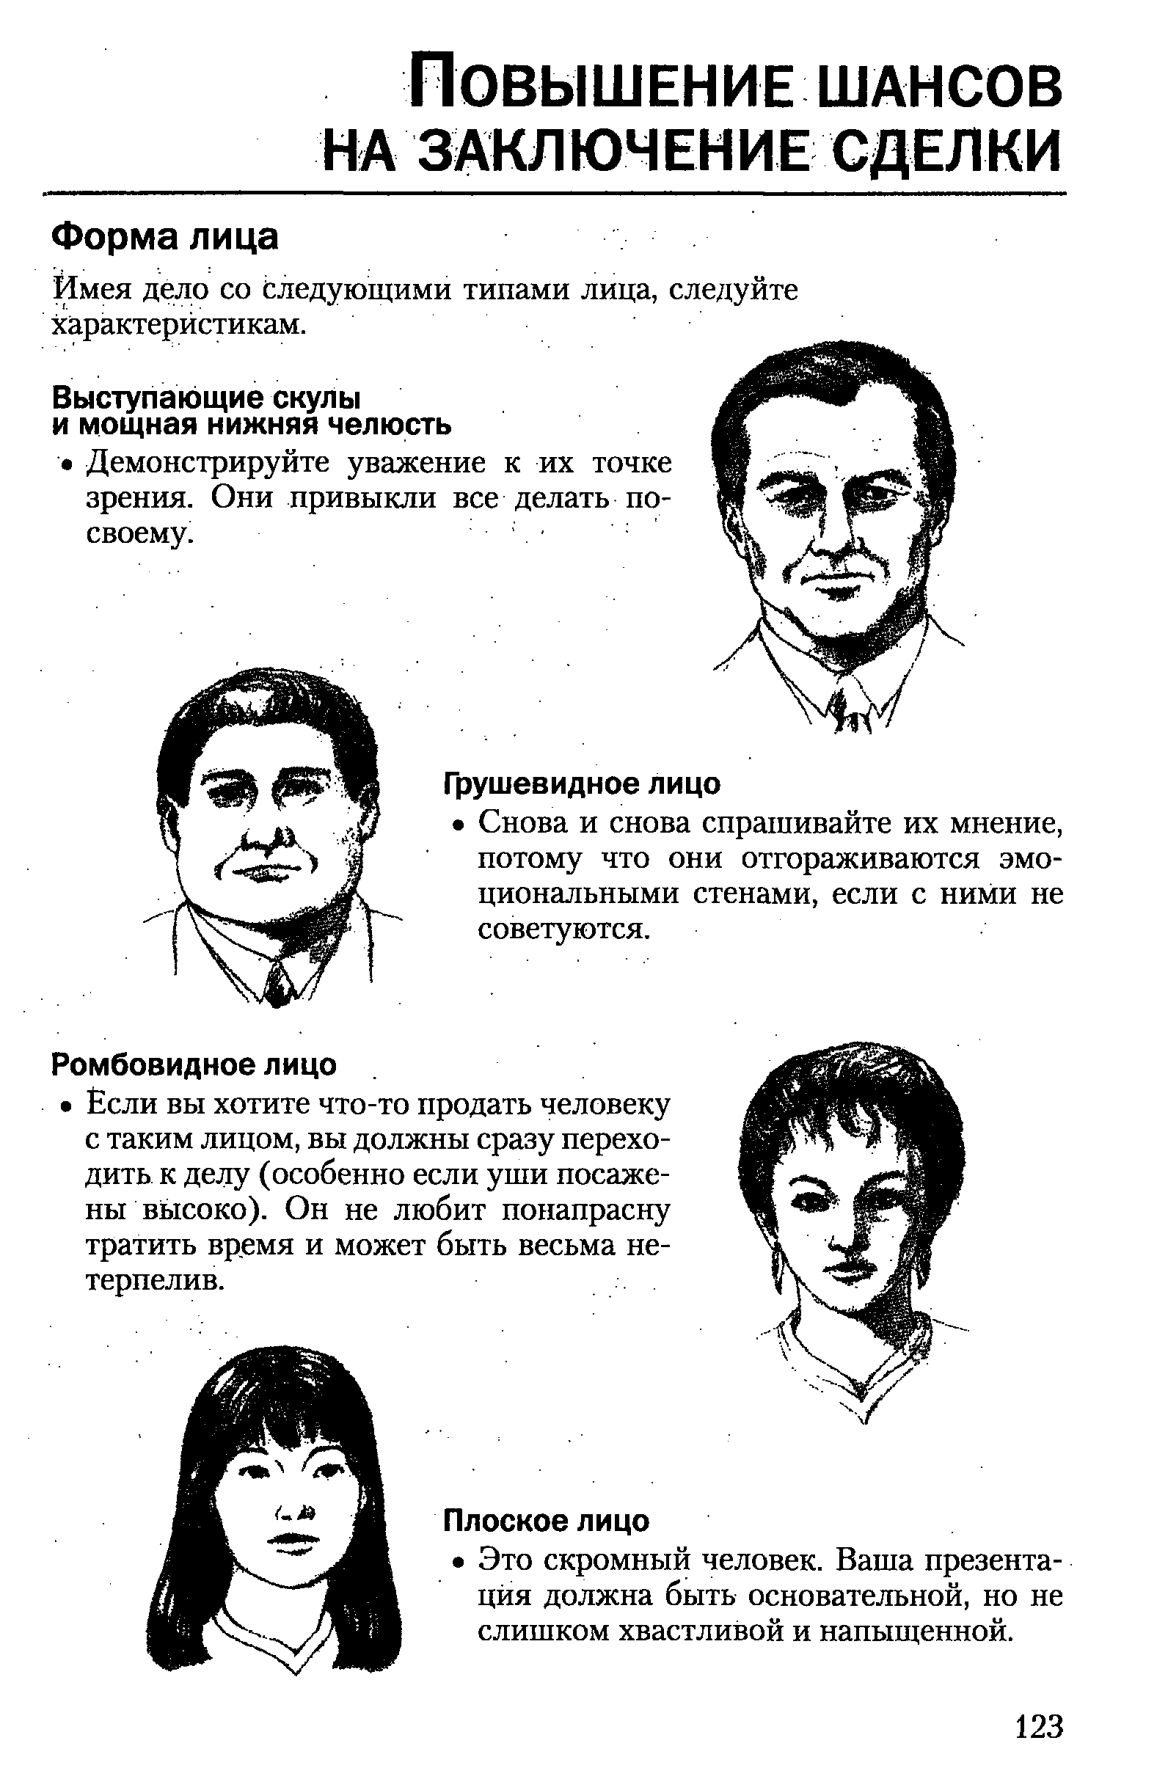 Повышение шансов
на заключение сделки
Форма лица
Имея дело со следующими типами лица, следуйте
характеристикам.
Выступающие скулы
и мощная нижняя челюсть
• Демонстрируйте уважение к их точке
зрения. Они привыкли все делать по-
своему.
Грушевидное лицо
• Снова и снова спрашивайте их мнение,
потому что они отгораживаются эмо-
циональными стенами, если с ними не
советуются.
Ромбовидное лицо
• Если вы хотите что-то продать человеку
с таким лицом, вы должны сразу перехо-
дить к делу (особенно если уши посаже-
ны высоко). Он не любит понапрасну
тратить время и может быть весьма не-
терпелив.
Плоское лицо
• Это скромный человек. Ваша презента-
ция должна быть основательной, но не
слишком хвастливой и напыщенной.
123